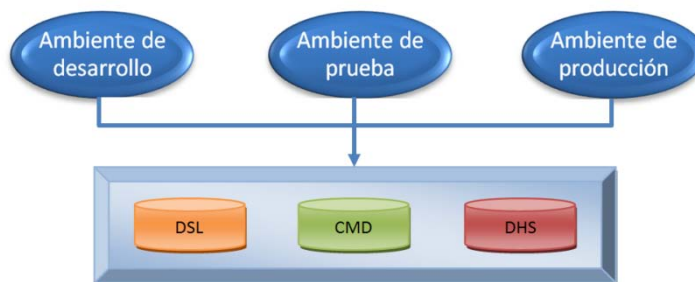 Ambiente de
desarrollo
Ambiente de
prueba
Ambiente de
producción
DSL
CMD
DHS